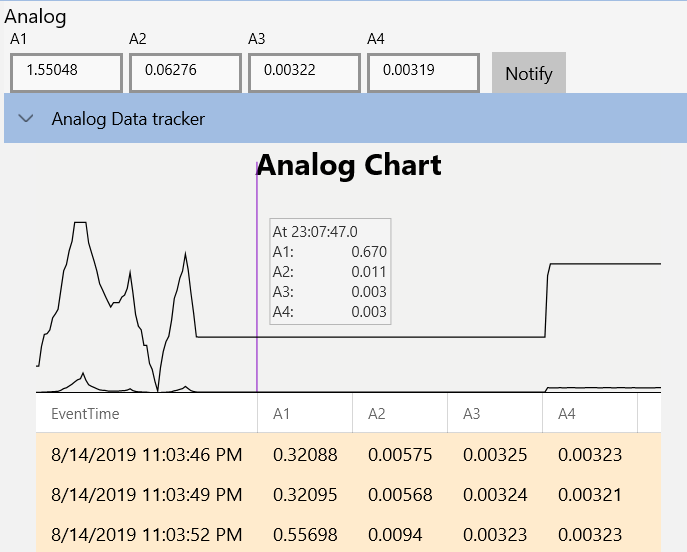 Analog
A1 A2 A3 A4
1.55048 0.06276 0.00322 0.00319 Notify
Analog Data tracker
Analog Chart
At 23:07:47.0
A1: 0.670
A2: 0.011
A3: 0.003
A4: 0.003
EventTime A1 A2 A3 A4
8/14/2019 11:03:46 PM 0.32088 0.00575 0.00325 0.00323
8/14/2019 11:03:49 PM 0.32095 0.00568 0.00324 0.00321
8/14/2019 11:03:52 PM 0.55698 0.0094 0.00323 0.00323